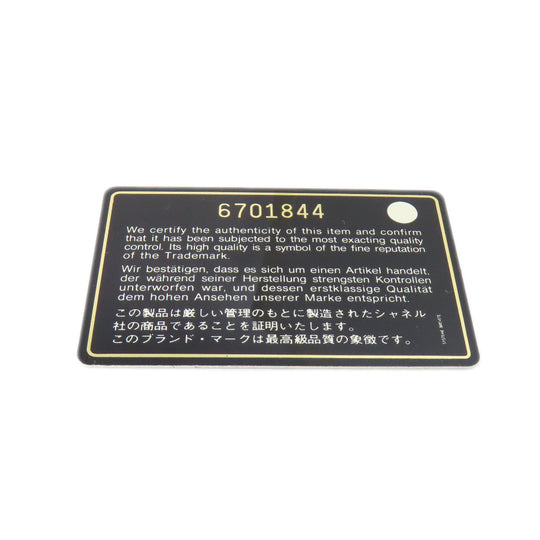 6701844
We certify the authenticity of this item and confirm
that it has been subjected to the most exacting quality
control. Its high quality is a symbol of the fine reputation
of the Trademark.
Wir bestätigen, dass es sich um einen Artikel handelt,
der während seiner Herstellung strengsten Kontrollen
unterworfen war, und dessen erstklassige Qualität
dem hohen Ansehen unserer Marke entspricht.
この製品は厳しい管理のもとに製造されたシャネル
社の商品であることを証明いたします。
このブランド・マークは最高級品質の象徴です。